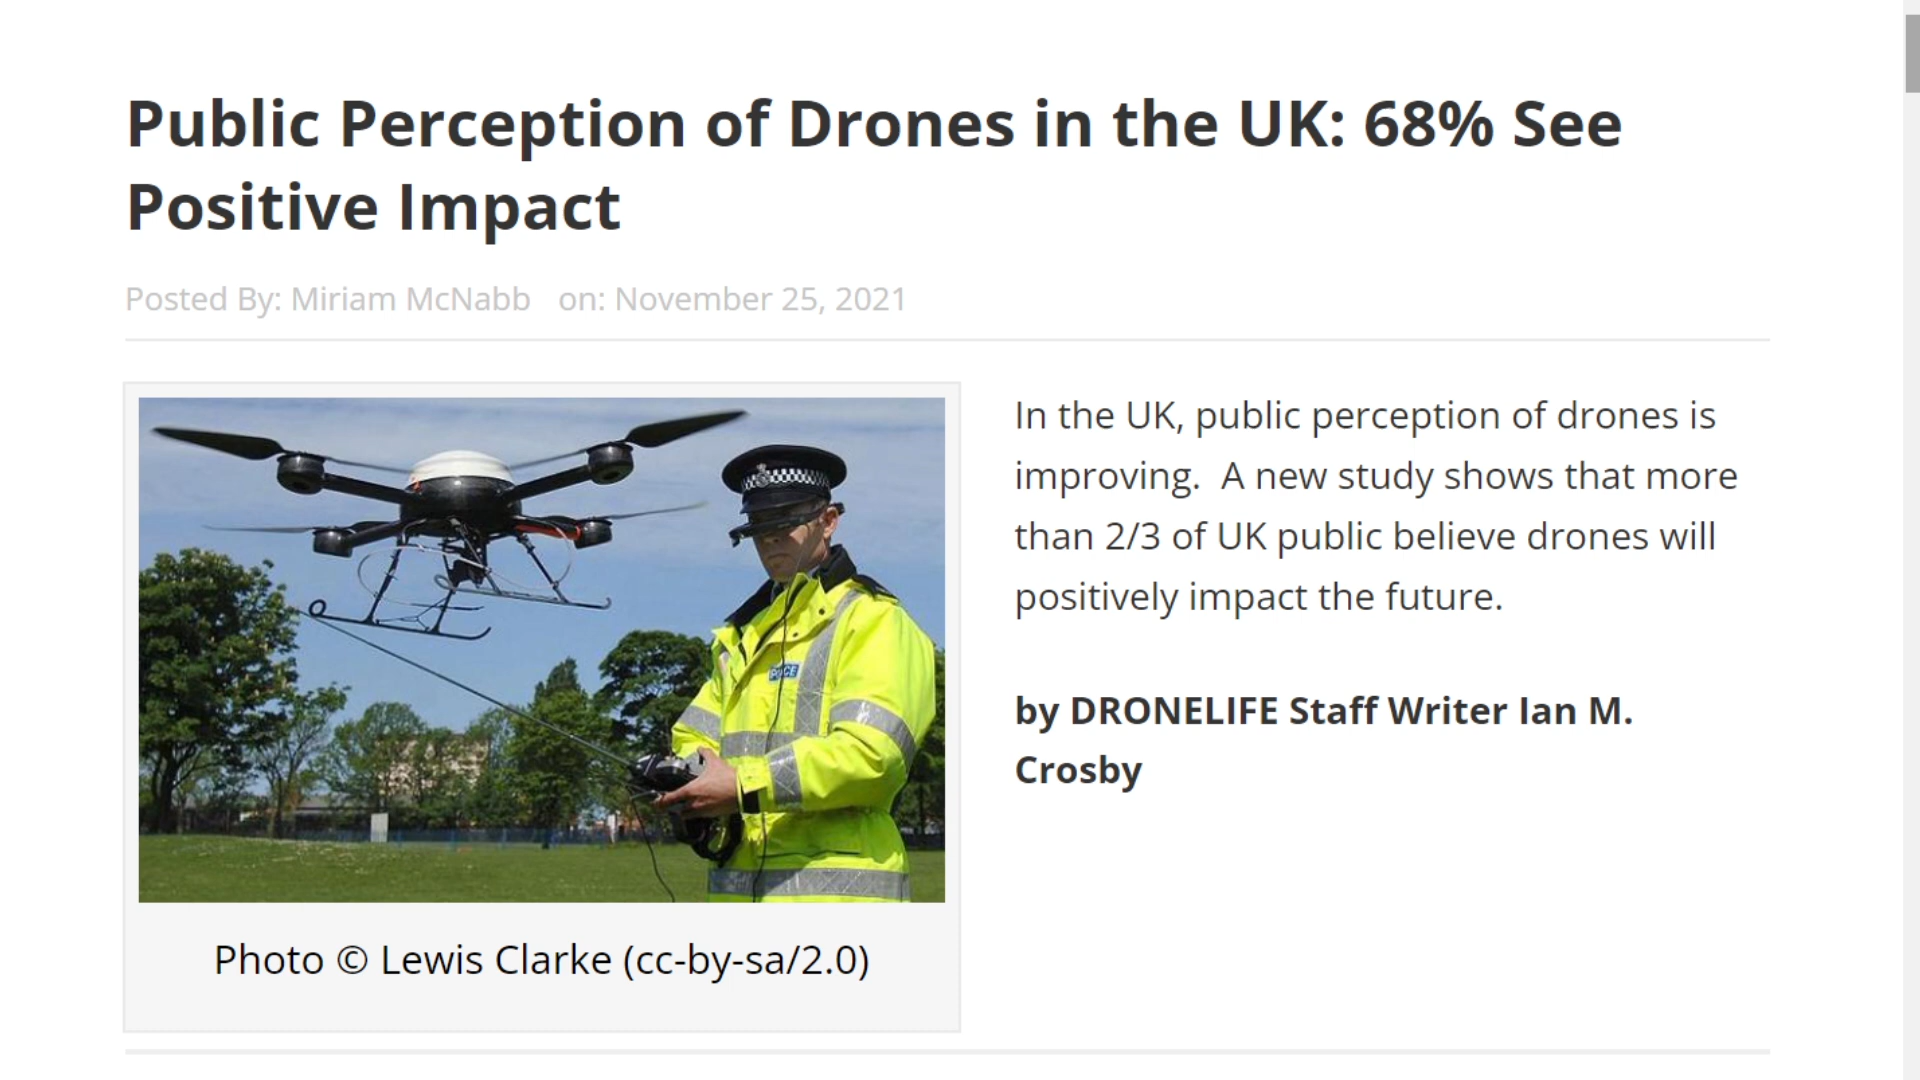 Public Perception of Drones in the UK: 68% See
Positive Impact
Posted By: Miriam McNabb on: November 25, 2021
In the UK, public perception of drones is
improving. A new study shows that more
than 2/3 of UK public believe drones will
positively impact the future.
by DRONELIFE Staff Writer Ian M.
Crosby
POLICE
Photo © Lewis Clarke (cc-by-sa/2.0)